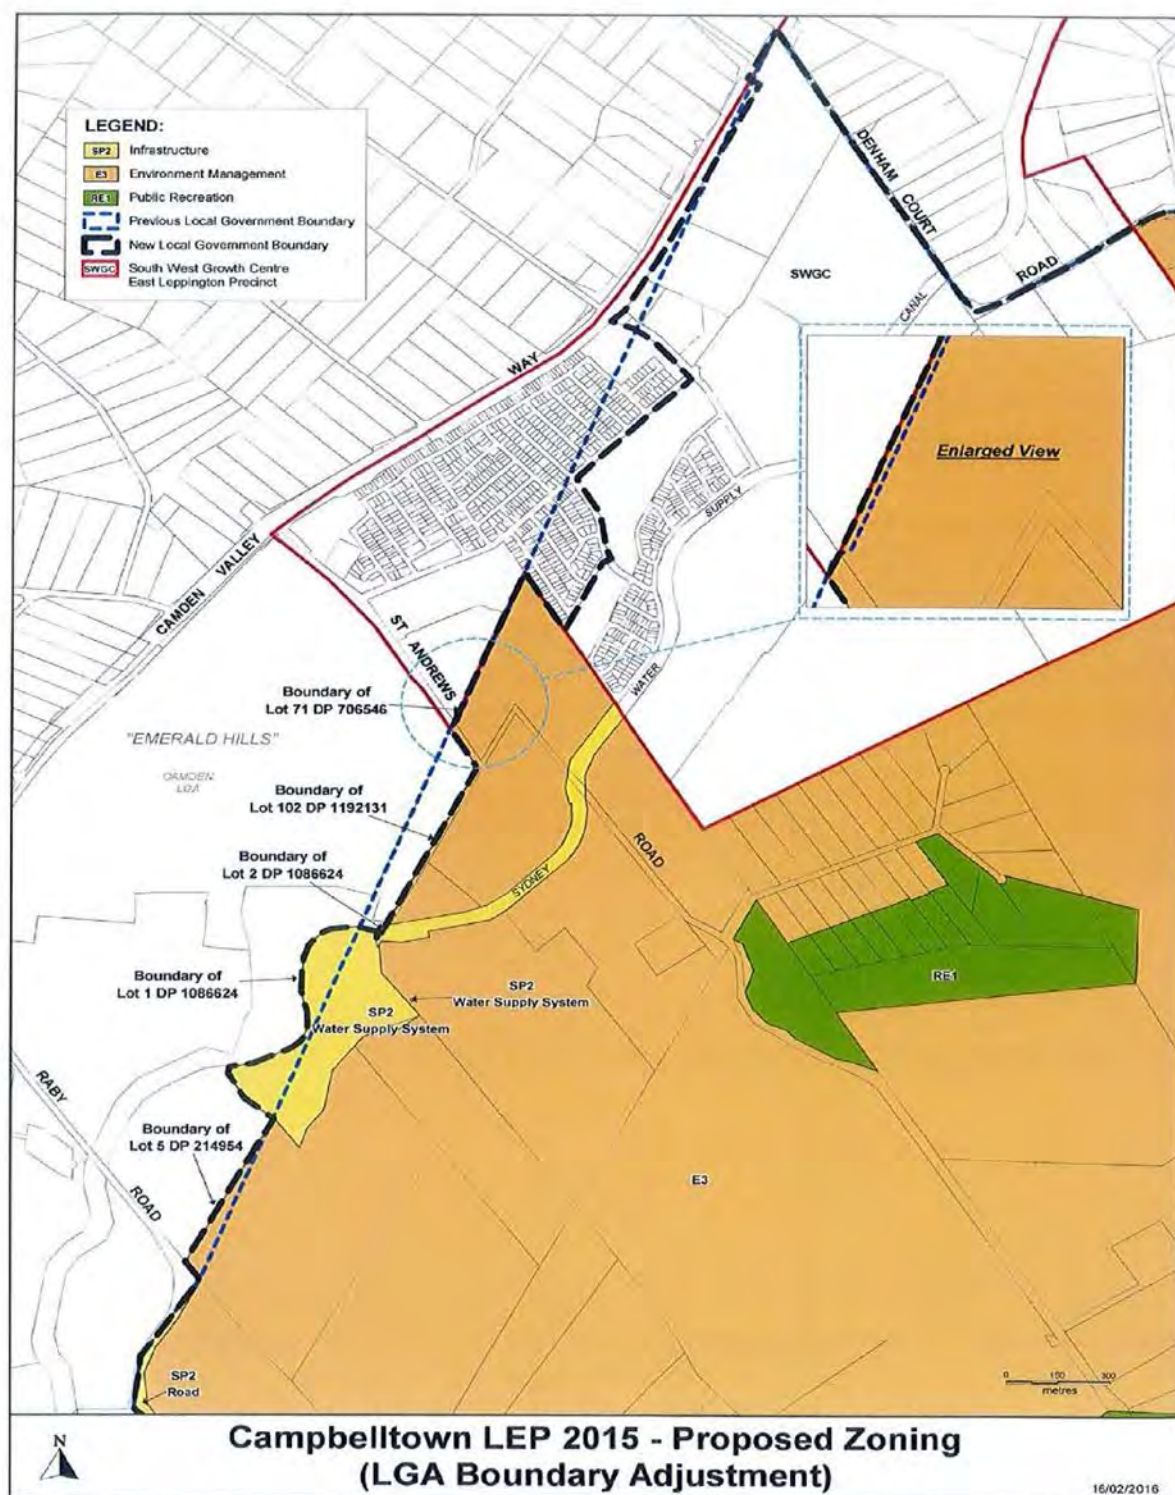 LEGEND:
SP2 Infrastructure
E3 Environment Management
RE1 Public Recreation
Previous Local Government Boundary
New Local Government Boundary
SWGC South West Growth Centre
East Leppington Precinct
DENHAM
COURT
ROAD
SWGC
CANAL
WAY
Enlarged View
SUPPLY
CAMDEN VALLEY
ST ANDREWS
WATER
Boundary of
Lot 71 DP 706546
"EMERALD HILLS"
CAMDEN
LGA
Boundary of
Lot 102 DP 1192131
ROAD
Boundary of
Lot 2 DP 1086624
SYDNEY
Boundary of
Lot 1 DP 1086624
RE1
SP2
Water Supply System
SP2
Water Supply System
RABY
ROAD
Boundary of
Lot 5 DP 214954
E3
SP2
Road
0 150 300
metres
N
Campbelltown LEP 2015 - Proposed Zoning
(LGA Boundary Adjustment)
16/02/2016